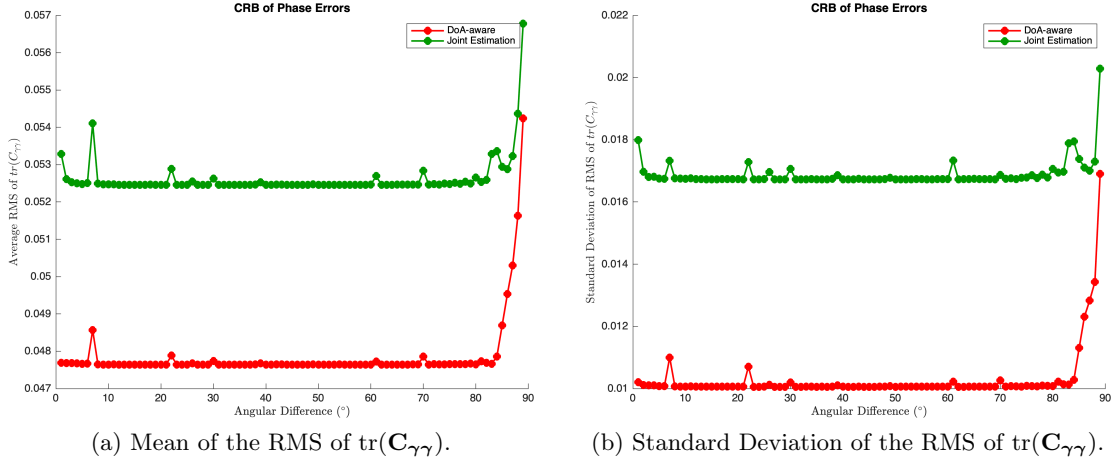 CRB of Phase Errors
DoA-aware
Joint Estimation
Average RMS of tr(C_γγ)
0.057
0.056
0.055
0.054
0.053
0.052
0.051
0.05
0.049
0.048
0.047
0 10 20 30 40 50 60 70 80 90
Angular Difference (°)
(a) Mean of the RMS of tr(C_γγ).
CRB of Phase Errors
DoA-aware
Joint Estimation
Standard Deviation of RMS of tr(C_γγ)
0.022
0.02
0.018
0.016
0.014
0.012
0.01
0 10 20 30 40 50 60 70 80 90
Angular Difference (°)
(b) Standard Deviation of the RMS of tr(C_γγ).